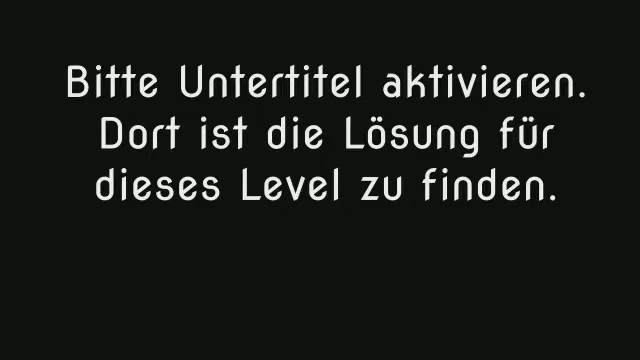 Bitte Untertitel aktivieren.
Dort ist die Lösung für
dieses Level zu finden.